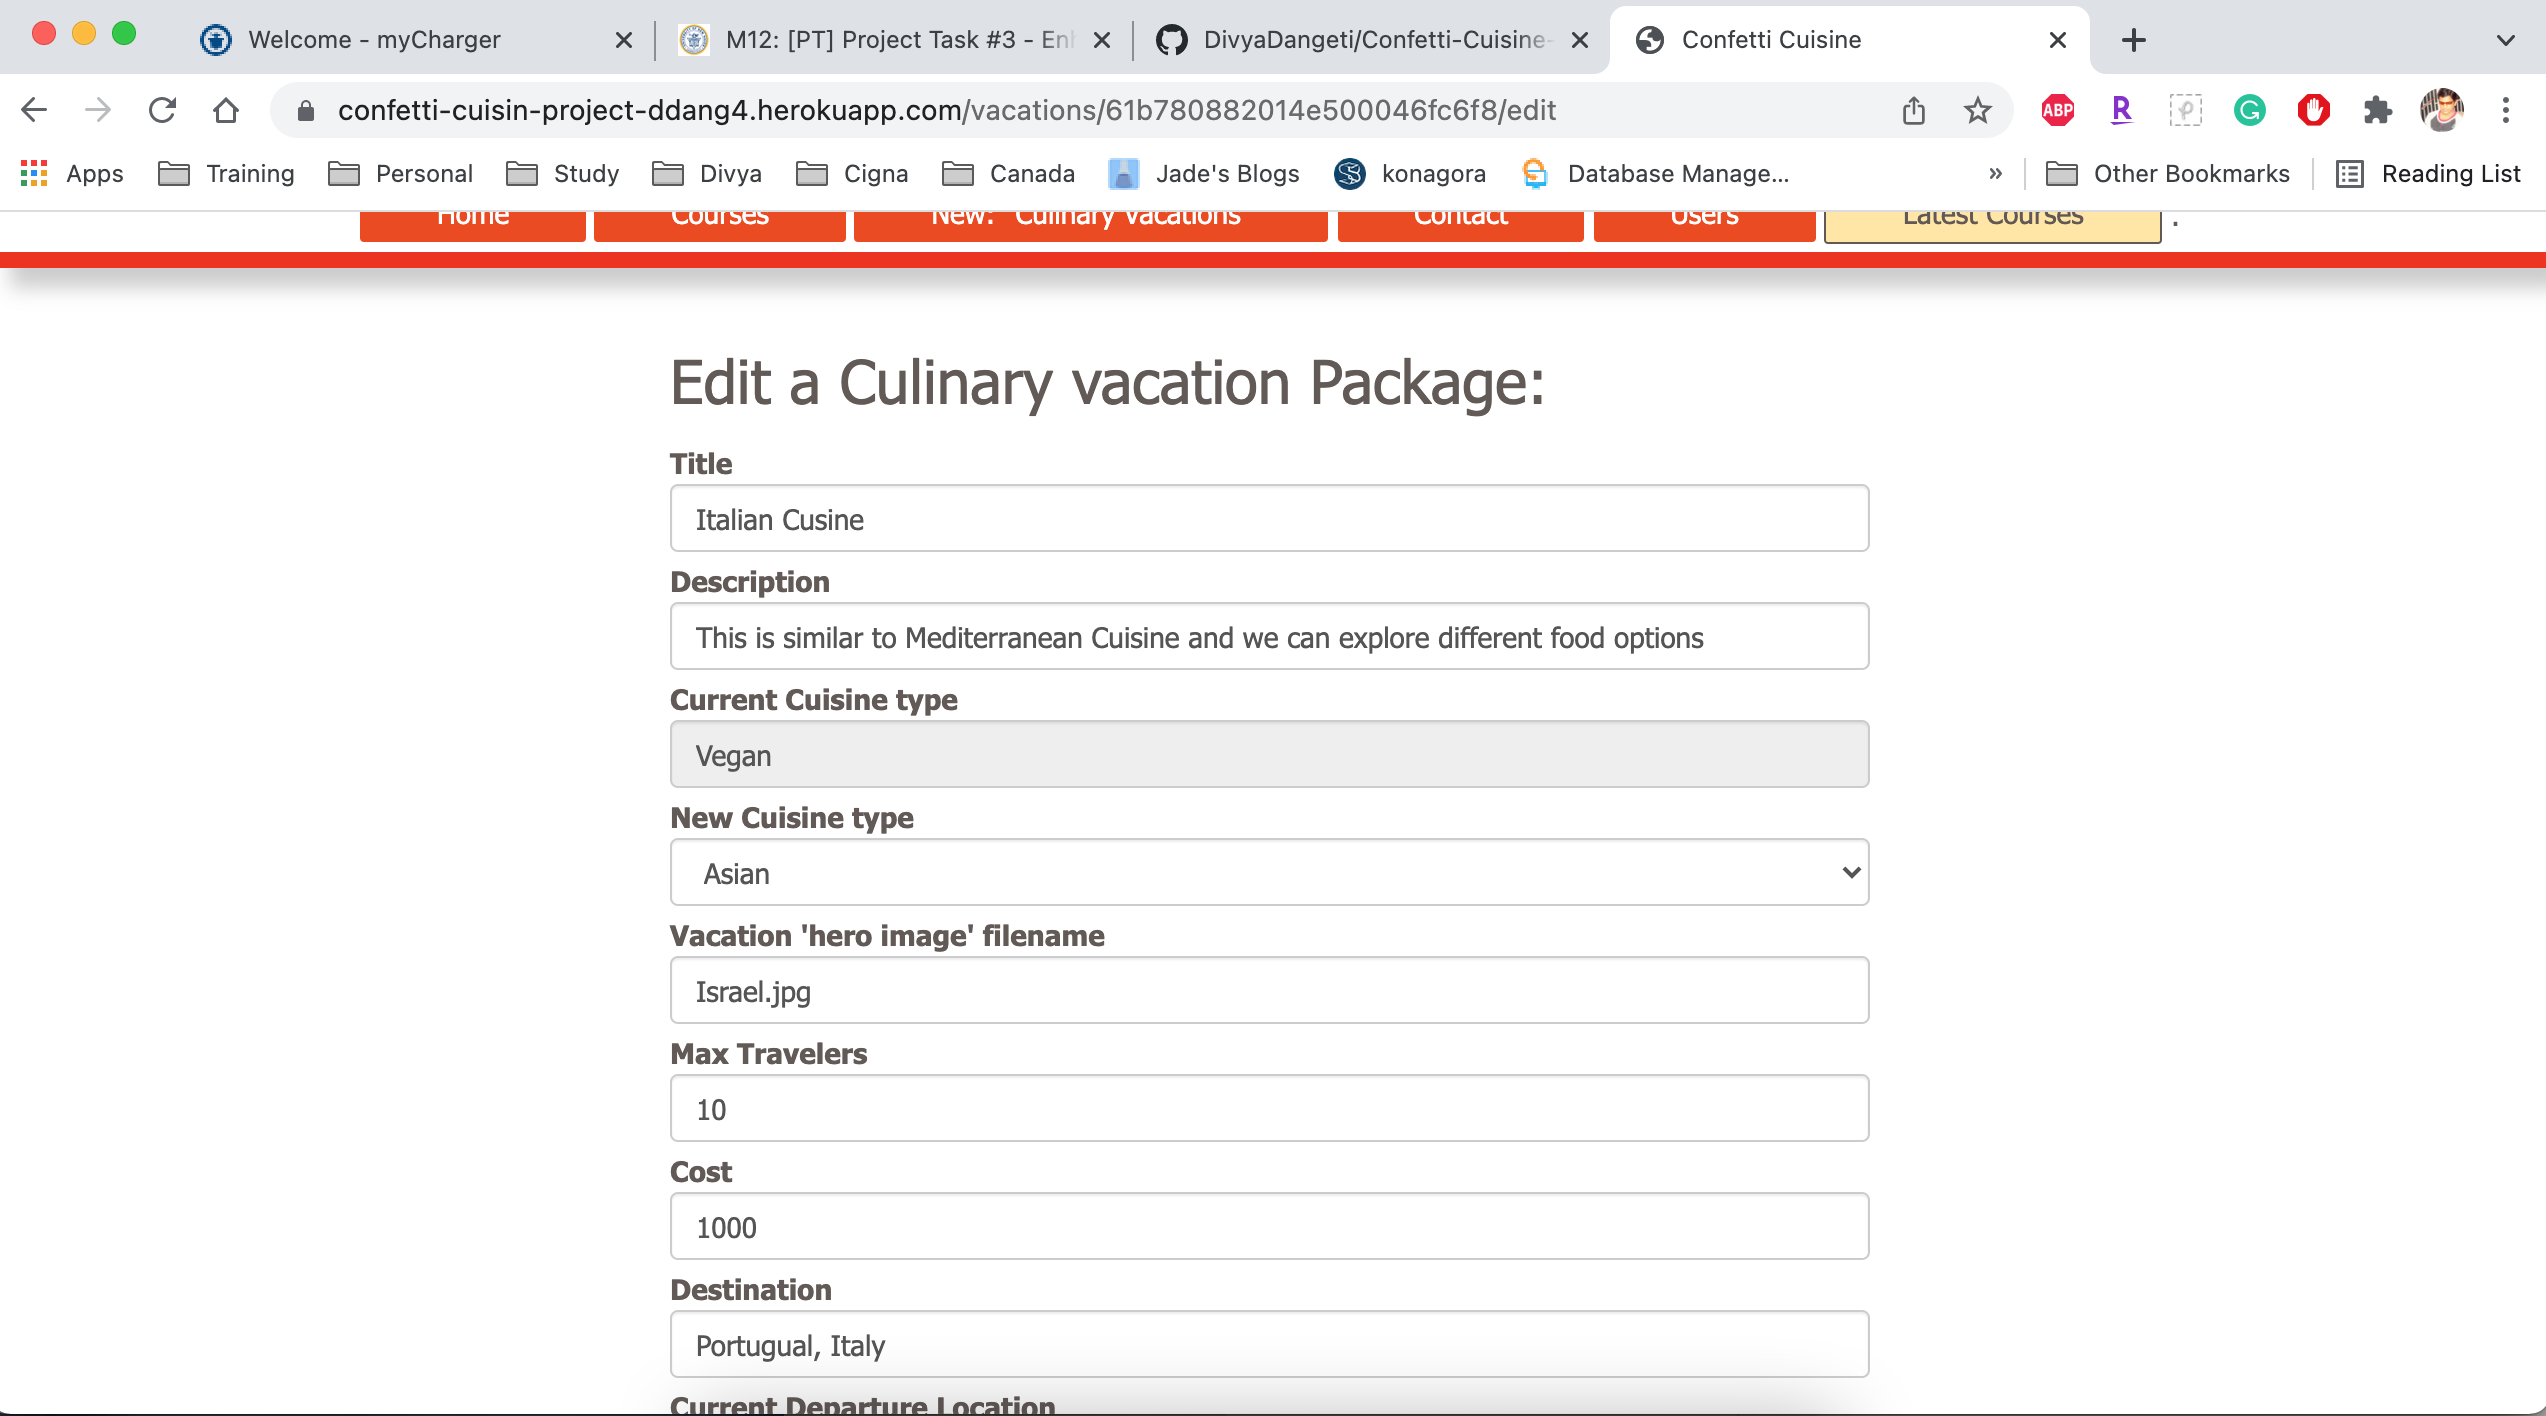 Welcome - myCharger
M12: [PT] Project Task #3 - Enh
DivyaDangeti/Confetti-Cuisine-
Confetti Cuisine
confetti-cuisin-project-ddang4.herokuapp.com/vacations/61b780882014e500046fc6f8/edit
ABP
R
Apps
Training
Personal
Study
Divya
Cigna
Canada
Jade's Blogs
konagora
Database Manage...
»
Other Bookmarks
Reading List
Home
Courses
New: "Culinary Vacations
Contact
Users
Latest Courses
.
Edit a Culinary vacation Package:
Title
Italian Cusine
Description
This is similar to Mediterranean Cuisine and we can explore different food options
Current Cuisine type
Vegan
New Cuisine type
Asian
Vacation 'hero image' filename
Israel.jpg
Max Travelers
10
Cost
1000
Destination
Portugual, Italy
Current Departure Location